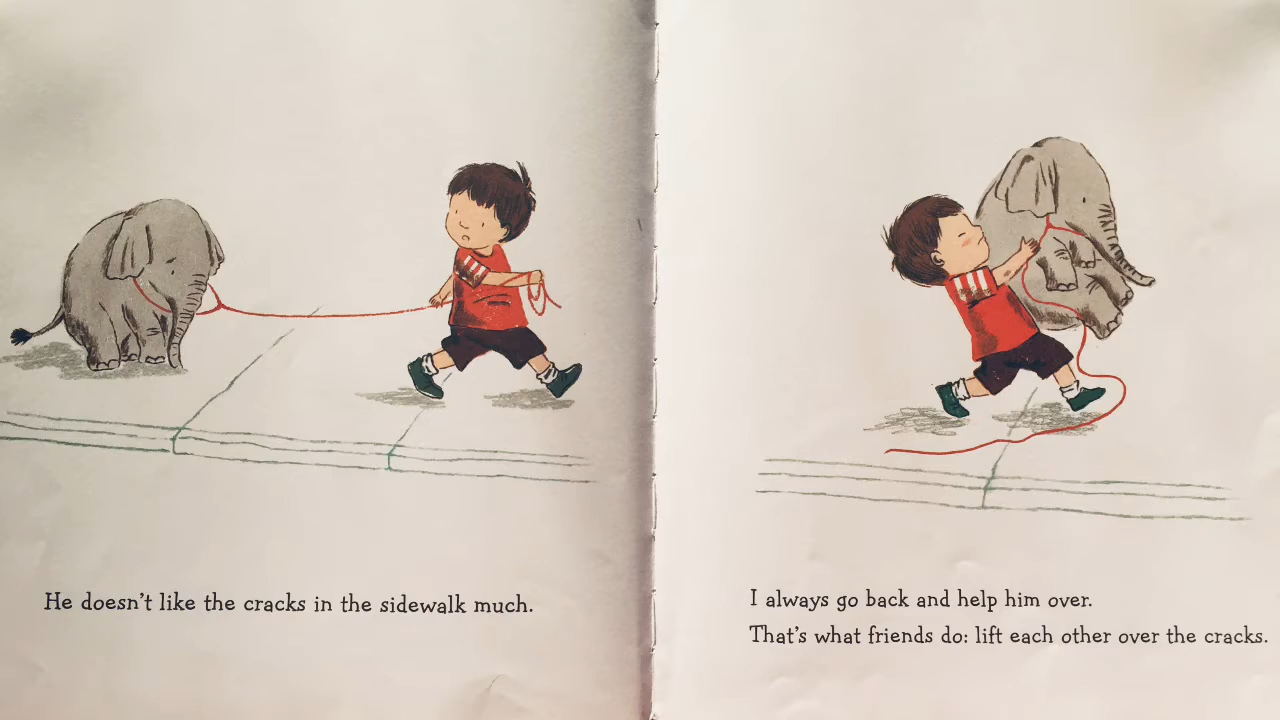 He doesn't like the cracks in the sidewalk much.
I always go back and help him over.
That's what friends do: lift each other over the cracks.